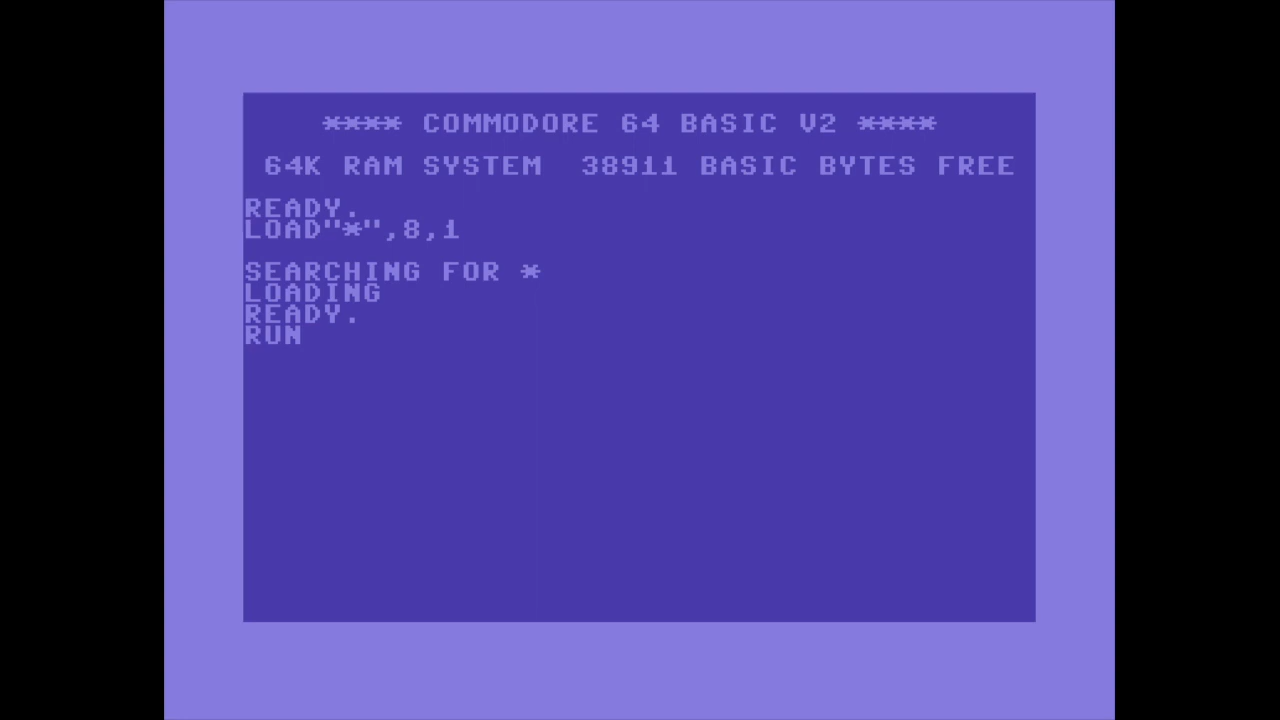 **** COMMODORE 64 BASIC V2 ****
64K RAM SYSTEM  38911 BASIC BYTES FREE
READY.
LOAD"*",8,1
SEARCHING FOR *
LOADING
READY.
RUN